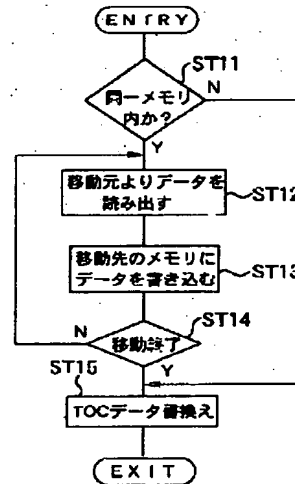 ENTRY
ST11
同一メモリ
内か?
N
Y
移動元よりデータを
読み出す
ST12
移動先のメモリに
データを書き込む
ST13
ST14
N
移動終了
Y
ST15
TOCデータ書換え
EXIT